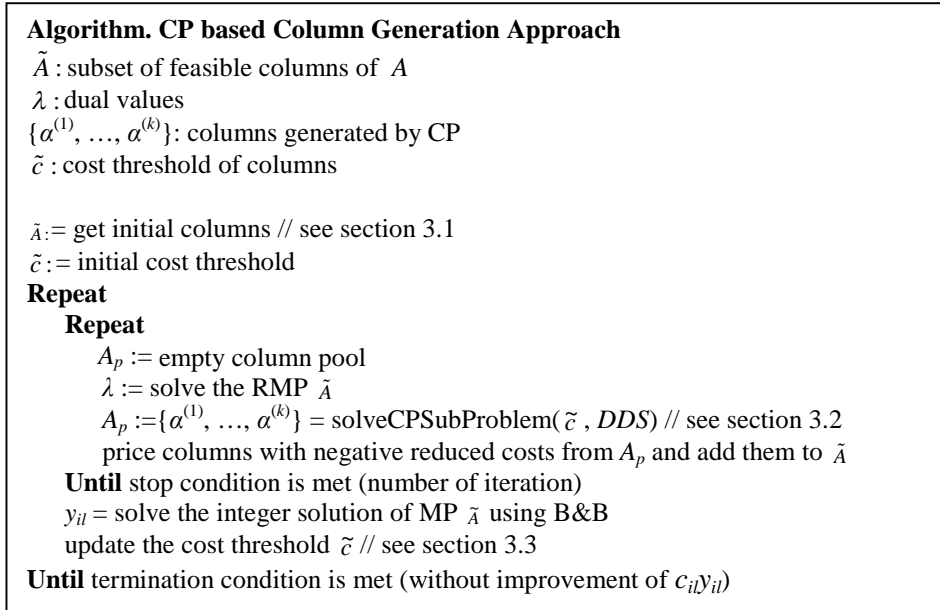 Algorithm. CP based Column Generation Approach
Ã : subset of feasible columns of A
λ : dual values
{α⁽¹⁾, …, α⁽ᵏ⁾}: columns generated by CP
c̃ : cost threshold of columns
Ã := get initial columns // see section 3.1
c̃ := initial cost threshold
Repeat
Repeat
Aₚ := empty column pool
λ := solve the RMP Ã
Aₚ :={α⁽¹⁾, …, α⁽ᵏ⁾} = solveCPSubProblem( c̃ , DDS) // see section 3.2
price columns with negative reduced costs from Aₚ and add them to Ã
Until stop condition is met (number of iteration)
yᵢₗ = solve the integer solution of MP Ã using B&B
update the cost threshold c̃ // see section 3.3
Until termination condition is met (without improvement of cᵢₗyᵢₗ)